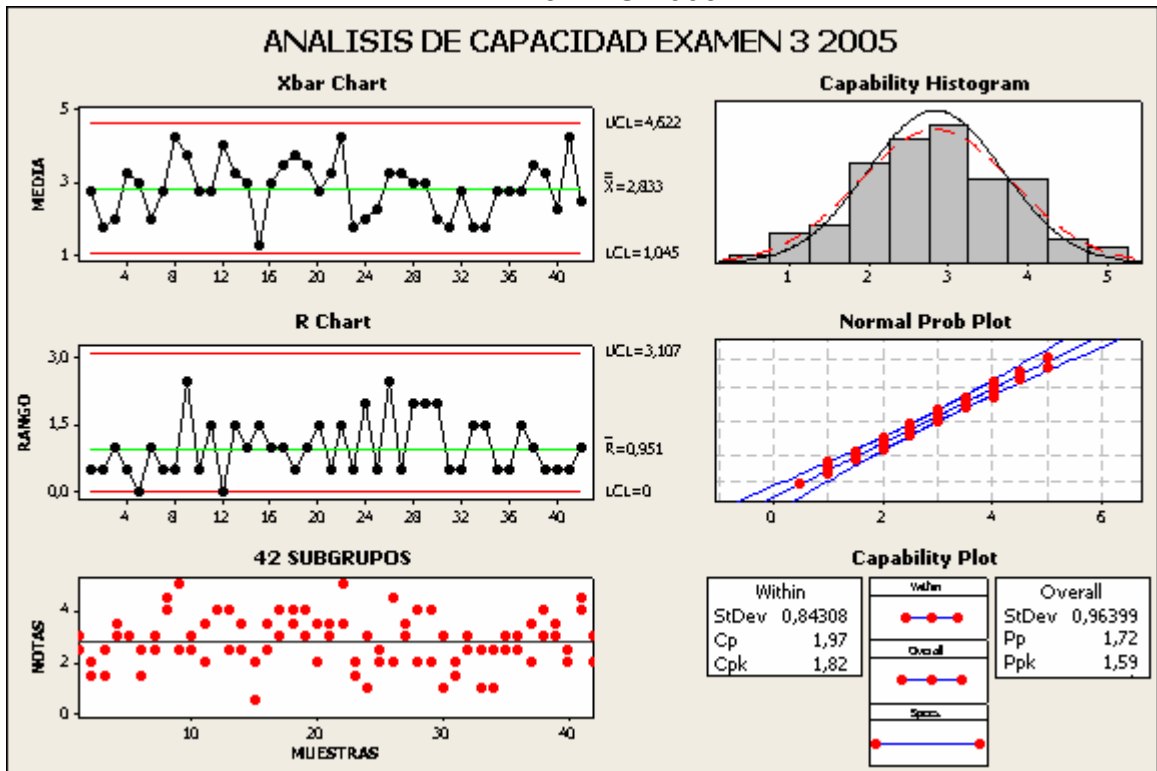 ANALISIS DE CAPACIDAD EXAMEN 3 2005
Xbar Chart
MEDIA
5
3
1
4 8 12 16 20 24 28 32 36 40
UCL=4,622
X=2,833
LCL=1,045
Capability Histogram
1 2 3 4 5
R Chart
RANGO
3,0
1,5
0,0
4 8 12 16 20 24 28 32 36 40
UCL=3,107
R=0,951
LCL=0
Normal Prob Plot
0 2 4 6
42 SUBGRUPOS
NOTAS
4
2
0
10 20 30 40
MUESTRAS
Capability Plot
Within
StDev 0,84308
Cp 1,97
Cpk 1,82
Within
Overall
Specs
Overall
StDev 0,96399
Pp 1,72
Ppk 1,59